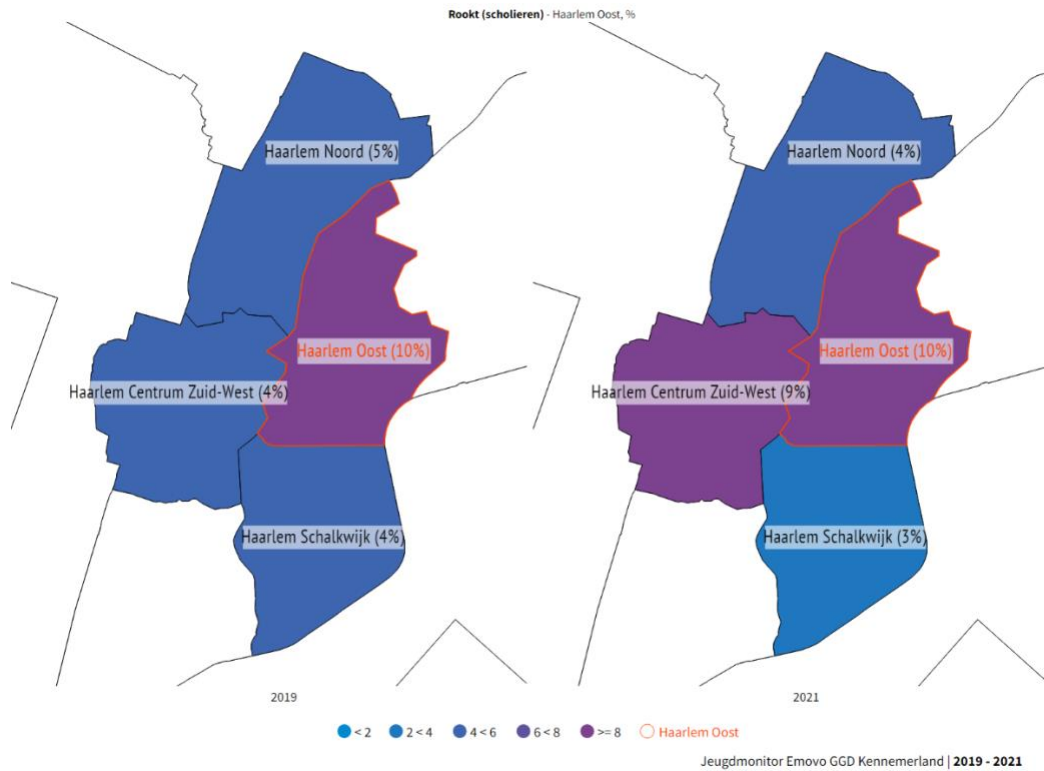 Rookt (scholieren) - Haarlem Oost, %
Haarlem Noord (5%)
Haarlem Oost (10%)
Haarlem Centrum Zuid-West (4%)
Haarlem Schalkwijk (4%)
2019
Haarlem Noord (4%)
Haarlem Oost (10%)
Haarlem Centrum Zuid-West (9%)
Haarlem Schalkwijk (3%)
2021
< 2 2 < 4 4 < 6 6 < 8 >= 8 Haarlem Oost
Jeugdmonitor Emovo GGD Kennemerland | 2019 - 2021